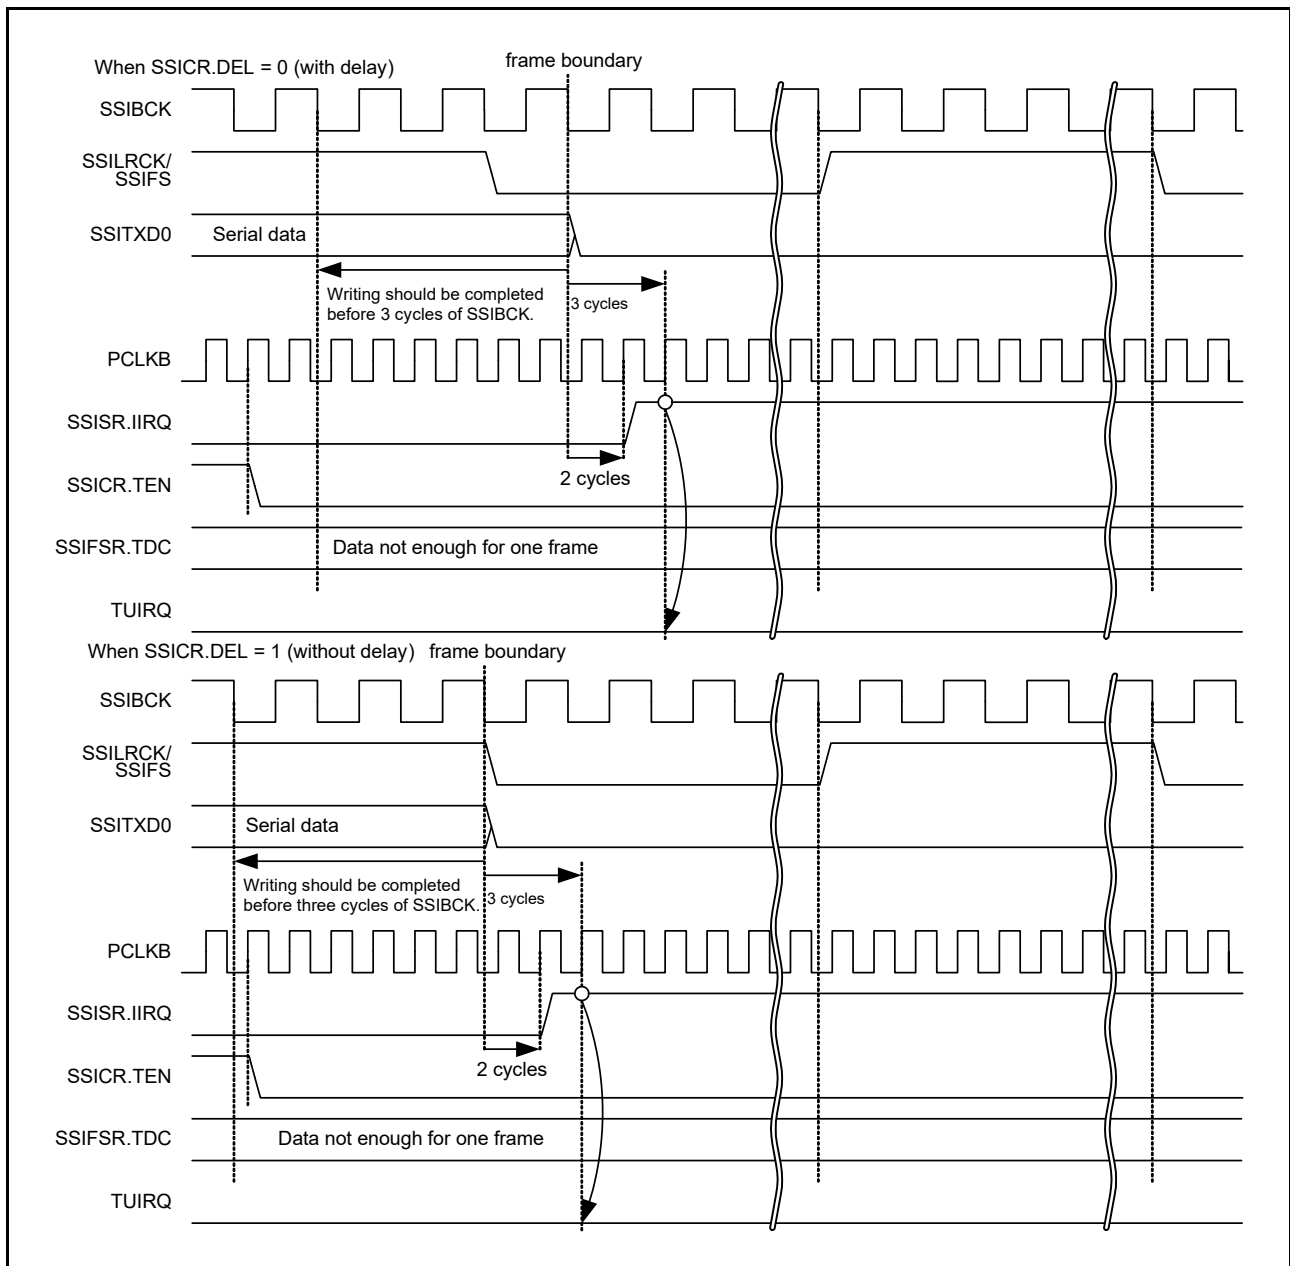 When SSICR.DEL = 0 (with delay)
frame boundary
SSIBCK
SSILRCK/
SSIFS
SSITXD0
Serial data
Writing should be completed
before 3 cycles of SSIBCK.
3 cycles
PCLKB
SSISR.IIRQ
2 cycles
SSICR.TEN
SSIFSR.TDC
Data not enough for one frame
TUIRQ
When SSICR.DEL = 1 (without delay)
frame boundary
SSIBCK
SSILRCK/
SSIFS
SSITXD0
Serial data
Writing should be completed
before three cycles of SSIBCK.
3 cycles
PCLKB
SSISR.IIRQ
2 cycles
SSICR.TEN
SSIFSR.TDC
Data not enough for one frame
TUIRQ